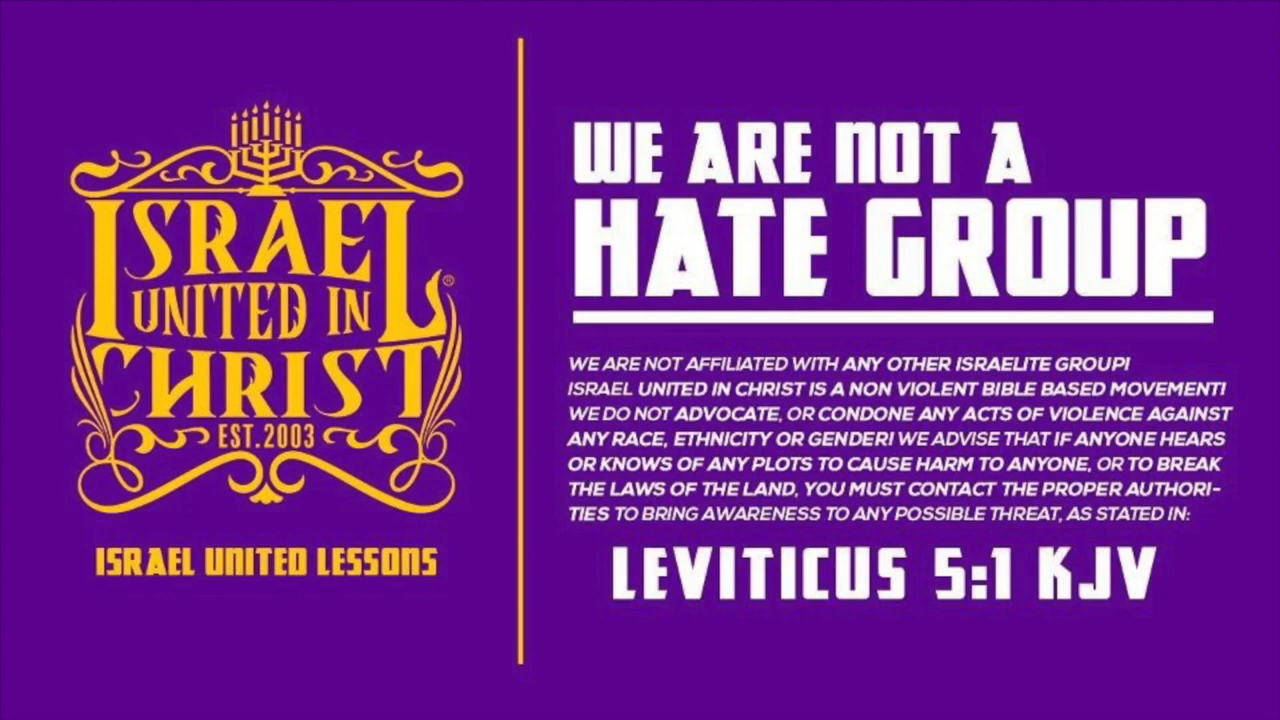 ISRAEL
UNITED IN
CHRIST
EST. 2003
ISRAEL UNITED LESSONS
WE ARE NOT A
HATE GROUP
WE ARE NOT AFFILIATED WITH ANY OTHER ISRAELITE GROUP!
ISRAEL UNITED IN CHRIST IS A NON VIOLENT BIBLE BASED MOVEMENT!
WE DO NOT ADVOCATE, OR CONDONE ANY ACTS OF VIOLENCE AGAINST
ANY RACE, ETHNICITY OR GENDER! WE ADVISE THAT IF ANYONE HEARS
OR KNOWS OF ANY PLOTS TO CAUSE HARM TO ANYONE, OR TO BREAK
THE LAWS OF THE LAND, YOU MUST CONTACT THE PROPER AUTHORI-
TIES TO BRING AWARENESS TO ANY POSSIBLE THREAT, AS STATED IN:
LEVITICUS 5:1 KJV